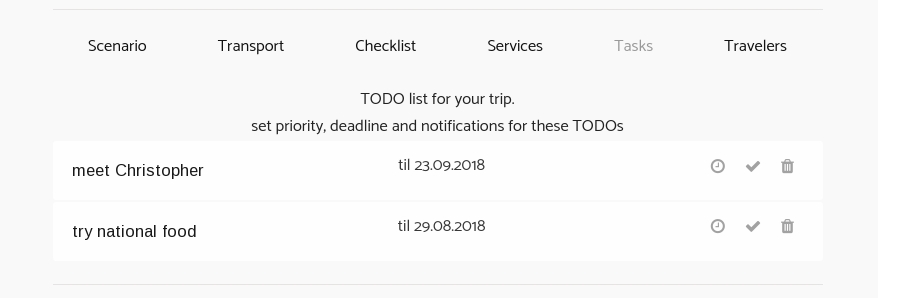 Scenario Transport Checklist Services Tasks Travelers
TODO list for your trip.
set priority, deadline and notifications for these TODOs
meet Christopher til 23.09.2018
try national food til 29.08.2018